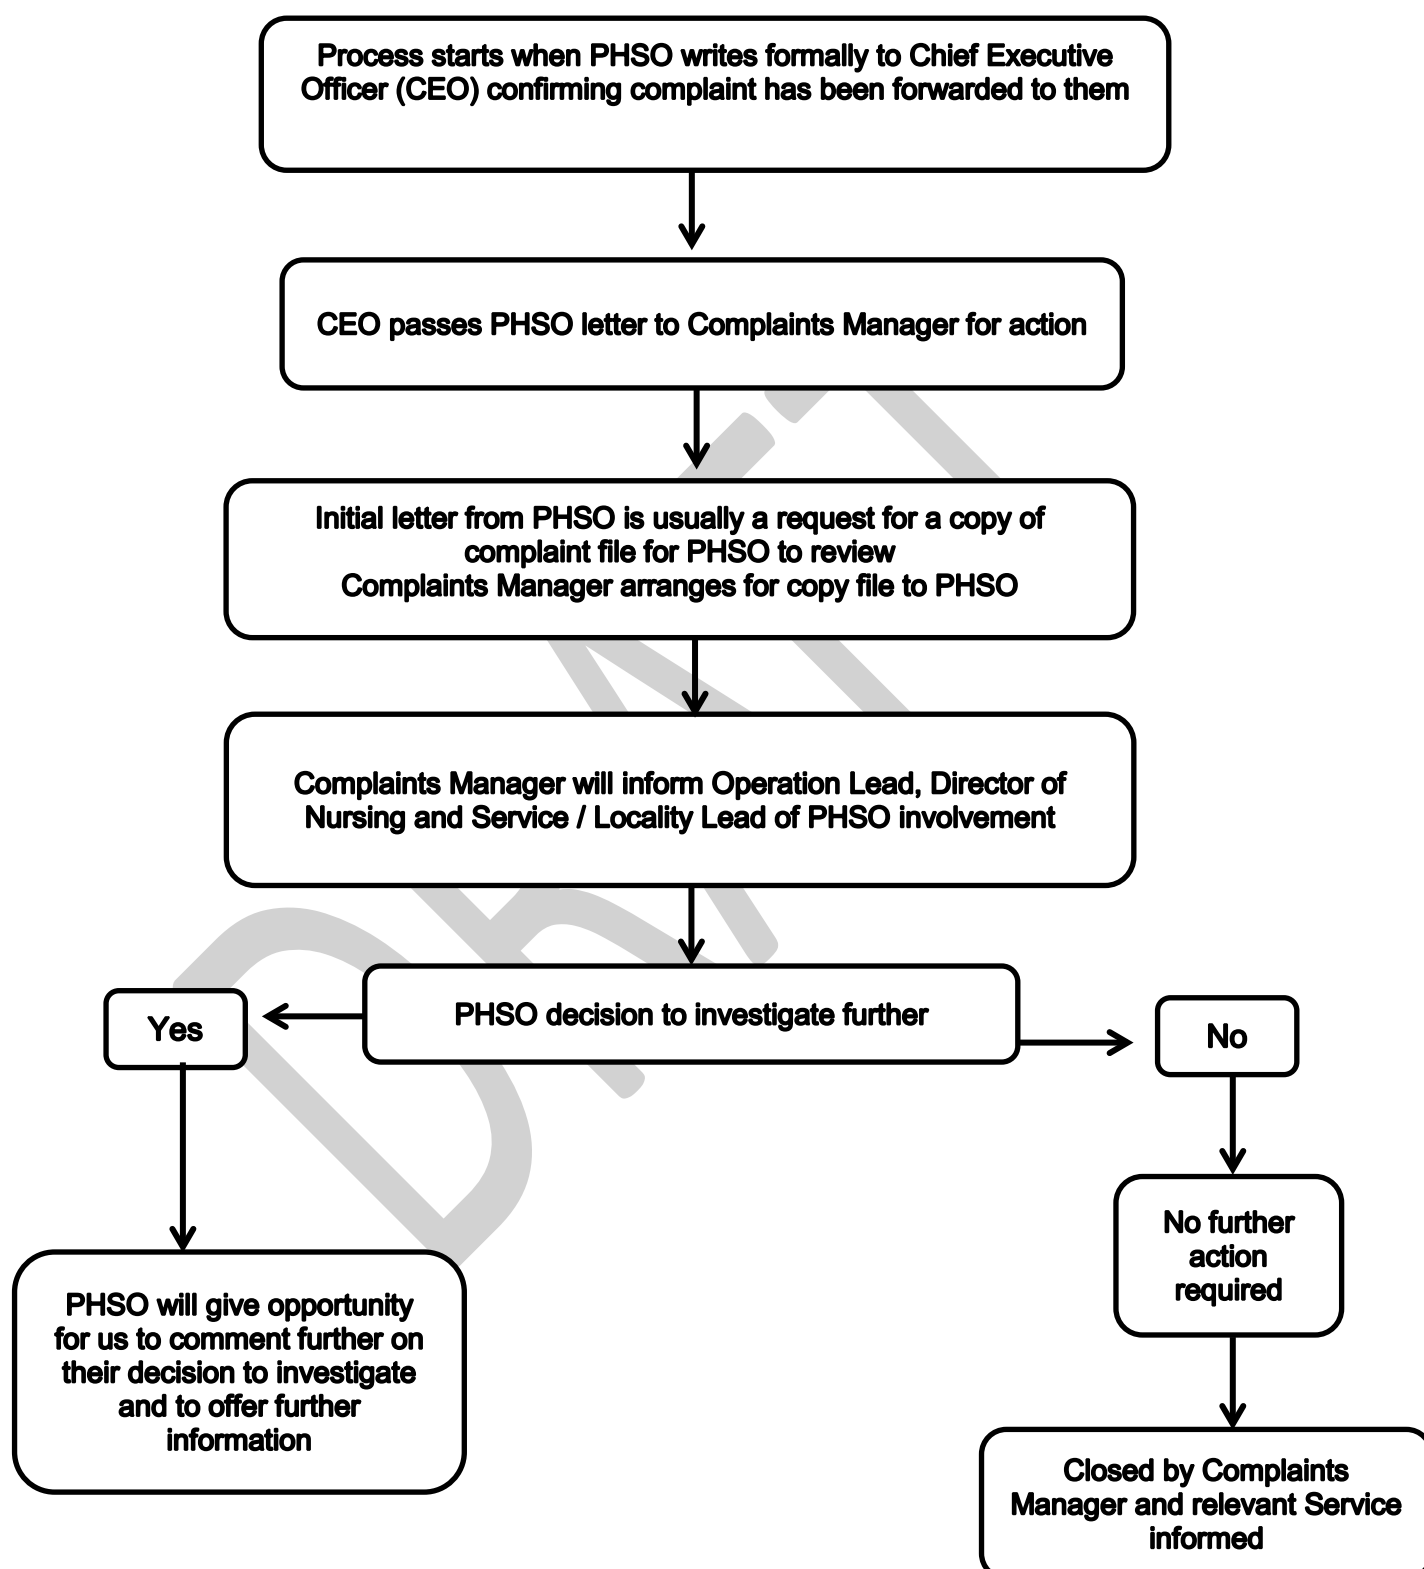 Process starts when PHSO writes formally to Chief Executive
Officer (CEO) confirming complaint has been forwarded to them
CEO passes PHSO letter to Complaints Manager for action
Initial letter from PHSO is usually a request for a copy of
complaint file for PHSO to review
Complaints Manager arranges for copy file to PHSO
Complaints Manager will inform Operation Lead, Director of
Nursing and Service / Locality Lead of PHSO involvement
PHSO decision to investigate further
Yes
No
PHSO will give opportunity
for us to comment further on
their decision to investigate
and to offer further
information
No further
action
required
Closed by Complaints
Manager and relevant Service
informed
DRAFT